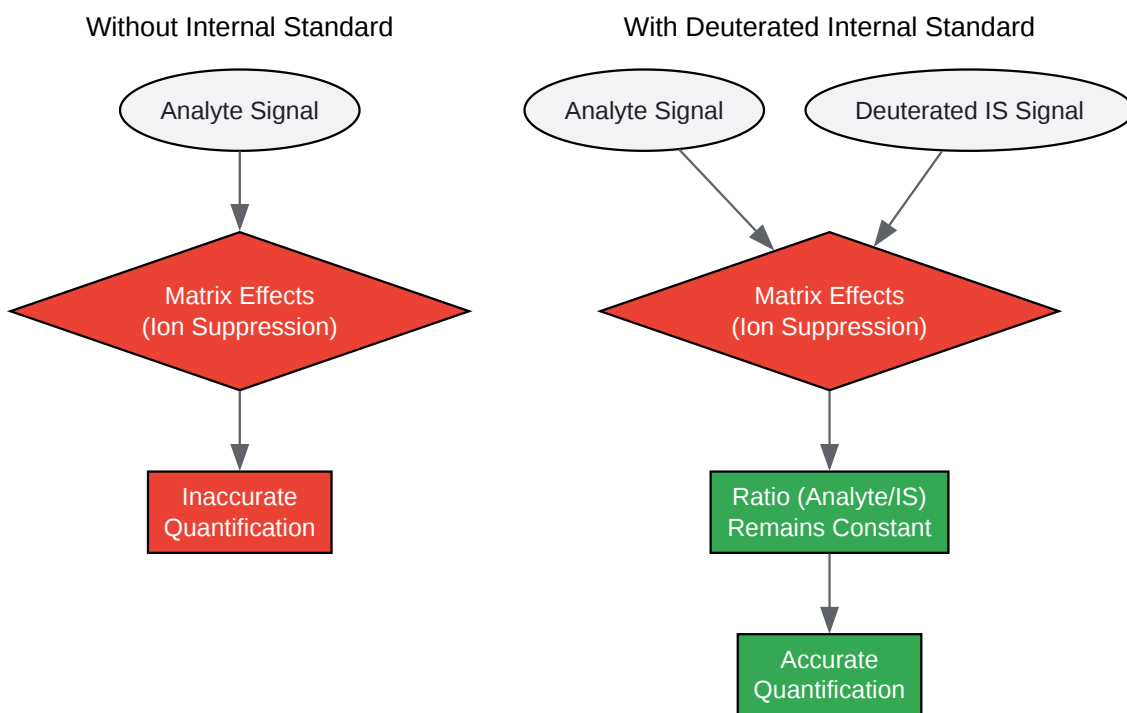 Without Internal Standard
Analyte Signal
Matrix Effects
(Ion Suppression)
Inaccurate
Quantification
With Deuterated Internal Standard
Analyte Signal
Deuterated IS Signal
Matrix Effects
(Ion Suppression)
Ratio (Analyte/IS)
Remains Constant
Accurate
Quantification